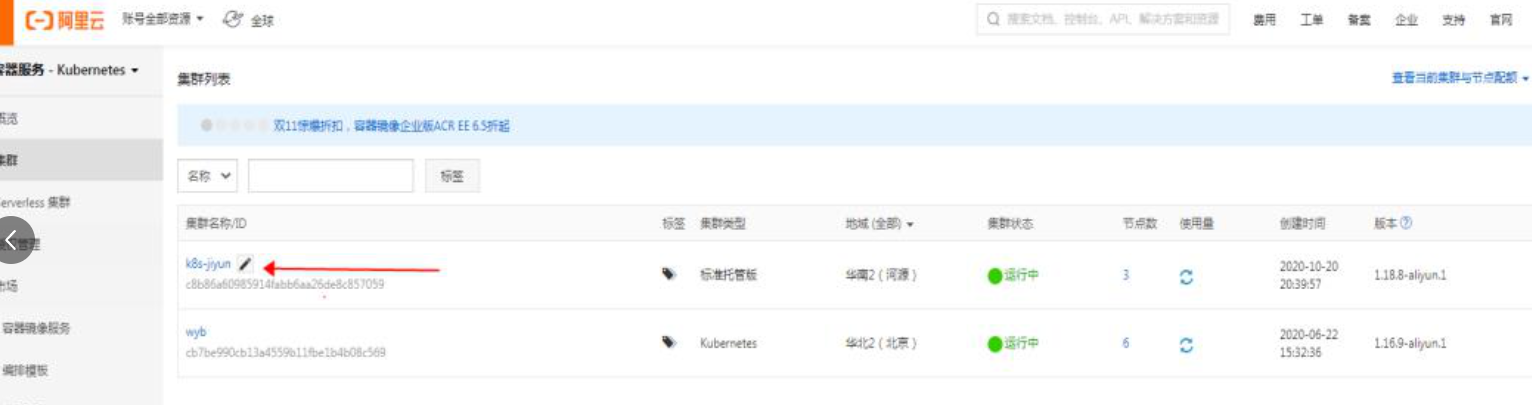 阿里云 账号全部资源 全球 搜索文档、控制台、API、解决方案和资源 费用 工单 备案 企业 支持 官网
容器服务 - Kubernetes
集群列表 查看当前集群与节点配额
概览
双11惊爆折扣，容器镜像企业版ACR EE 6.5折起
集群
名称 标签
Serverless 集群
集群名称/ID 标签 集群类型 地域 (全部) 集群状态 节点数 使用量 创建时间 版本
管理
k8s-jiyun
c8b86a60985914fabb6aa26de8c857059
标准托管版 华南2（河源） 运行中 3 2020-10-20 20:39:57 1.18.8-aliyun.1
市场
容器镜像服务
wyb
cb7be990cb13a4559b11fbe1b4b08c569
Kubernetes 华北2（北京） 运行中 6 2020-06-22 15:32:36 1.16.9-aliyun.1
编排模板